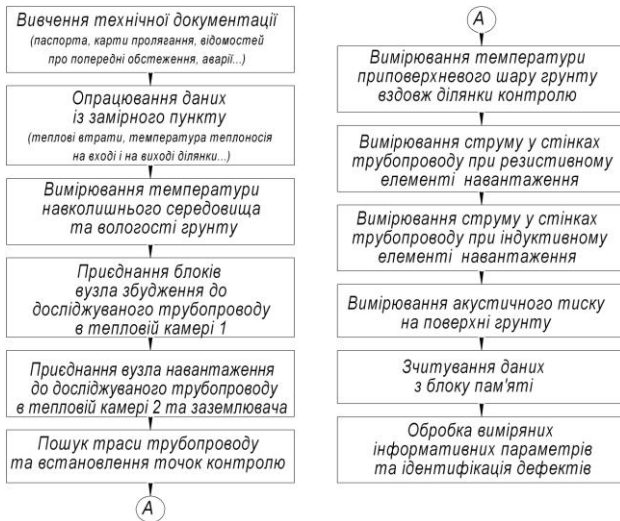 Вивчення технічної документації
(паспорта, карти пролягання, відомостей
про попередні обстеження, аварії...)
Опрацювання даних
із замірного пункту
(теплові втрати, температура теплоносія
на вході і на виході ділянки...)
Вимірювання температури
навколишнього середовища
та вологості грунту
Приєднання блоків
вузла збудження до
досліджуваного трубопроводу
в тепловій камері 1
Приєднання вузла навантаження
до досліджуваного трубопроводу
в тепловій камері 2 та заземлювача
Пошук траси трубопроводу
та встановлення точок контролю
А
А
Вимірювання температури
приповерхневого шару грунту
вздовж ділянки контролю
Вимірювання струму у стінках
трубопроводу при резистивному
елементі навантаження
Вимірювання струму у стінках
трубопроводу при індуктивному
елементі навантаження
Вимірювання акустичного тиску
на поверхні грунту
Зчитування даних
з блоку пам'яті
Обробка виміряних
інформативних параметрів
та ідентифікація дефектів